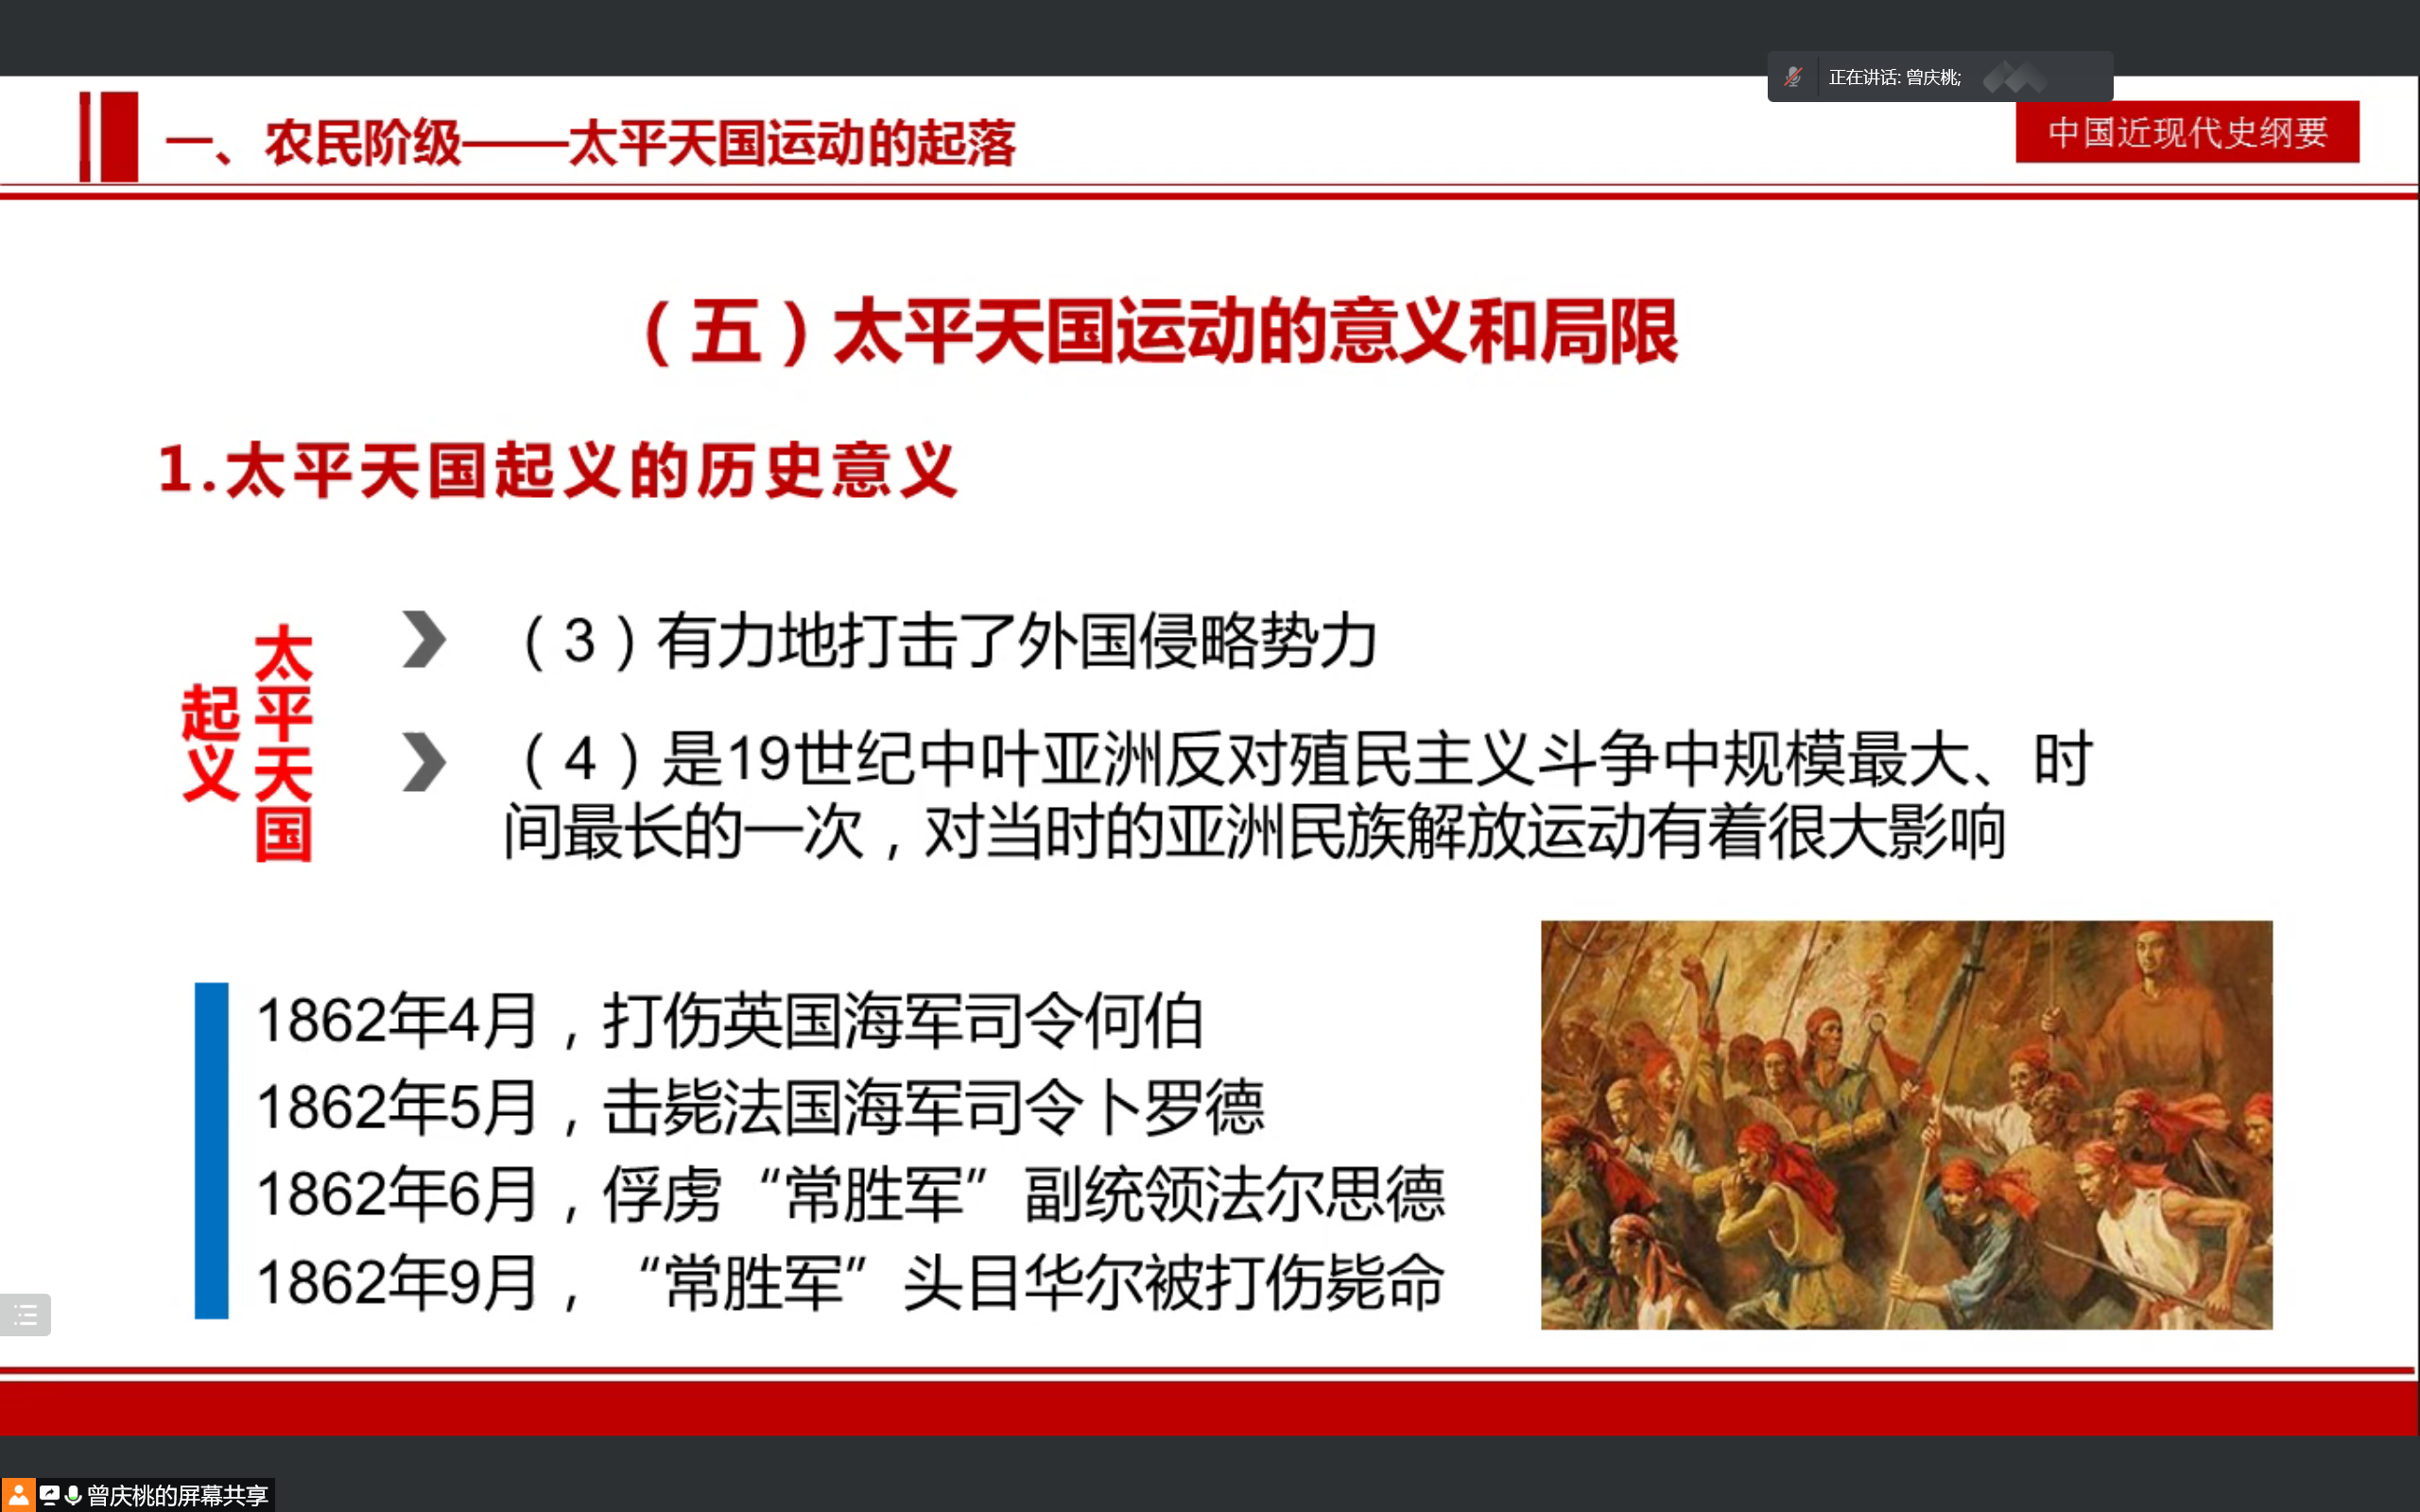 正在讲话: 曾庆桃;
一、农民阶级——太平天国运动的起落
中国近现代史纲要
（五）太平天国运动的意义和局限
1.太平天国起义的历史意义
太平天国
起义
（3）有力地打击了外国侵略势力
（4）是19世纪中叶亚洲反对殖民主义斗争中规模最大、时
间最长的一次，对当时的亚洲民族解放运动有着很大影响
1862年4月，打伤英国海军司令何伯
1862年5月，击毙法国海军司令卜罗德
1862年6月，俘虏“常胜军”副统领法尔思德
1862年9月，“常胜军”头目华尔被打伤毙命
曾庆桃的屏幕共享